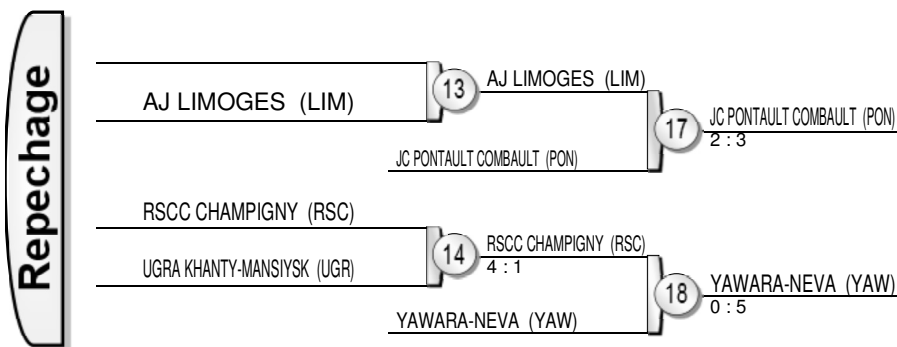 Repechage
AJ LIMOGES (LIM)
13
AJ LIMOGES (LIM)
JC PONTAULT COMBAULT (PON)
17
JC PONTAULT COMBAULT (PON)
2 : 3
RSCC CHAMPIGNY (RSC)
UGRA KHANTY-MANSIYSK (UGR)
14
RSCC CHAMPIGNY (RSC)
4 : 1
YAWARA-NEVA (YAW)
18
YAWARA-NEVA (YAW)
0 : 5